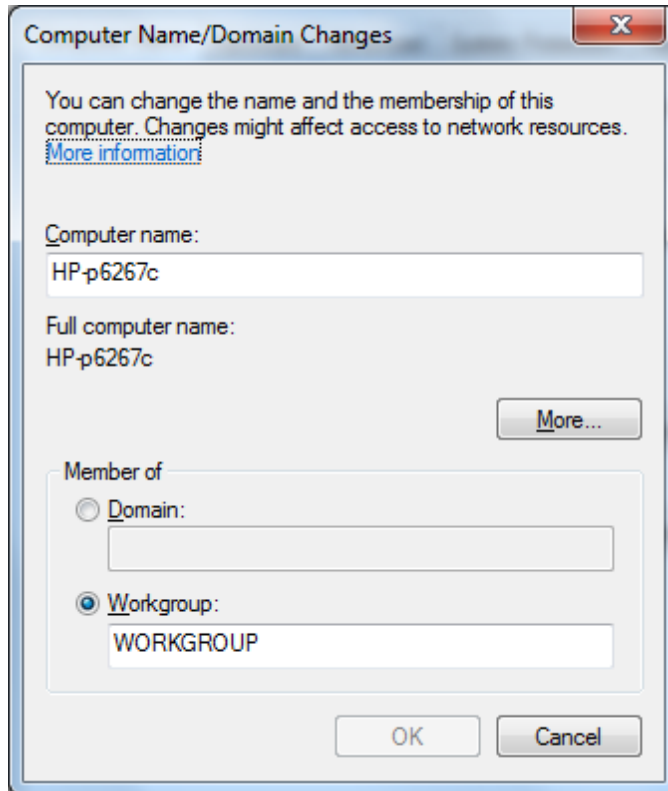 Computer Name/Domain Changes
You can change the name and the membership of this
computer. Changes might affect access to network resources.
More information
Computer name:
HP-p6267c
Full computer name:
HP-p6267c
More...
Member of
Domain:
Workgroup:
WORKGROUP
OK Cancel